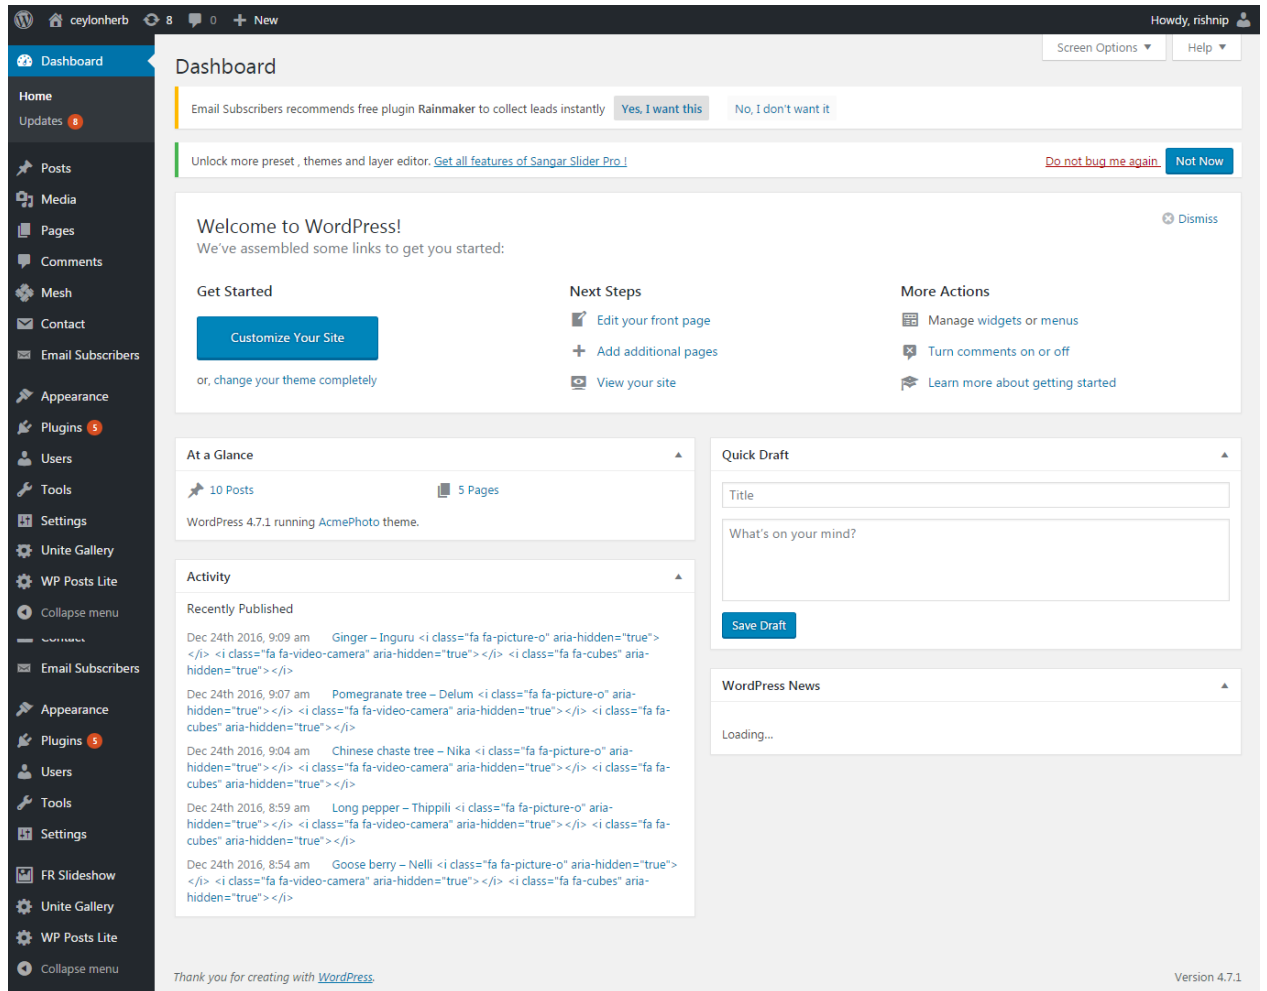 ceylonherb 8 0 New
Howdy, rishnip
Dashboard
Home
Updates 8
Posts
Media
Pages
Comments
Mesh
Contact
Email Subscribers
Appearance
Plugins 5
Users
Tools
Settings
Unite Gallery
WP Posts Lite
Collapse menu
Contact
Email Subscribers
Appearance
Plugins 5
Users
Tools
Settings
FR Slideshow
Unite Gallery
WP Posts Lite
Collapse menu
Screen Options ▼ Help ▼
Dashboard
Email Subscribers recommends free plugin Rainmaker to collect leads instantly Yes, I want this No, I don't want it
Unlock more preset , themes and layer editor. Get all features of Sangar Slider Pro ! Do not bug me again Not Now
Welcome to WordPress!
Dismiss
We've assembled some links to get you started:
Get Started
Customize Your Site
or, change your theme completely
Next Steps
Edit your front page
Add additional pages
View your site
More Actions
Manage widgets or menus
Turn comments on or off
Learn more about getting started
At a Glance
10 Posts 5 Pages
WordPress 4.7.1 running AcmePhoto theme.
Activity
Recently Published
Dec 24th 2016, 9:09 am Ginger – Inguru <i class="fa fa-picture-o" aria-hidden="true">
</i> <i class="fa fa-video-camera" aria-hidden="true"></i> <i class="fa fa-cubes" aria-
hidden="true"></i>
Dec 24th 2016, 9:07 am Pomegranate tree – Delum <i class="fa fa-picture-o" aria-
hidden="true"></i> <i class="fa fa-video-camera" aria-hidden="true"></i> <i class="fa fa-
cubes" aria-hidden="true"></i>
Dec 24th 2016, 9:04 am Chinese chaste tree – Nika <i class="fa fa-picture-o" aria-
hidden="true"></i> <i class="fa fa-video-camera" aria-hidden="true"></i> <i class="fa fa-
cubes" aria-hidden="true"></i>
Dec 24th 2016, 8:59 am Long pepper – Thippili <i class="fa fa-picture-o" aria-
hidden="true"></i> <i class="fa fa-video-camera" aria-hidden="true"></i> <i class="fa fa-
cubes" aria-hidden="true"></i>
Dec 24th 2016, 8:54 am Goose berry – Nelli <i class="fa fa-picture-o" aria-hidden="true">
</i> <i class="fa fa-video-camera" aria-hidden="true"></i> <i class="fa fa-cubes" aria-
hidden="true"></i>
Quick Draft
Title
What's on your mind?
Save Draft
WordPress News
Loading...
Thank you for creating with WordPress.
Version 4.7.1